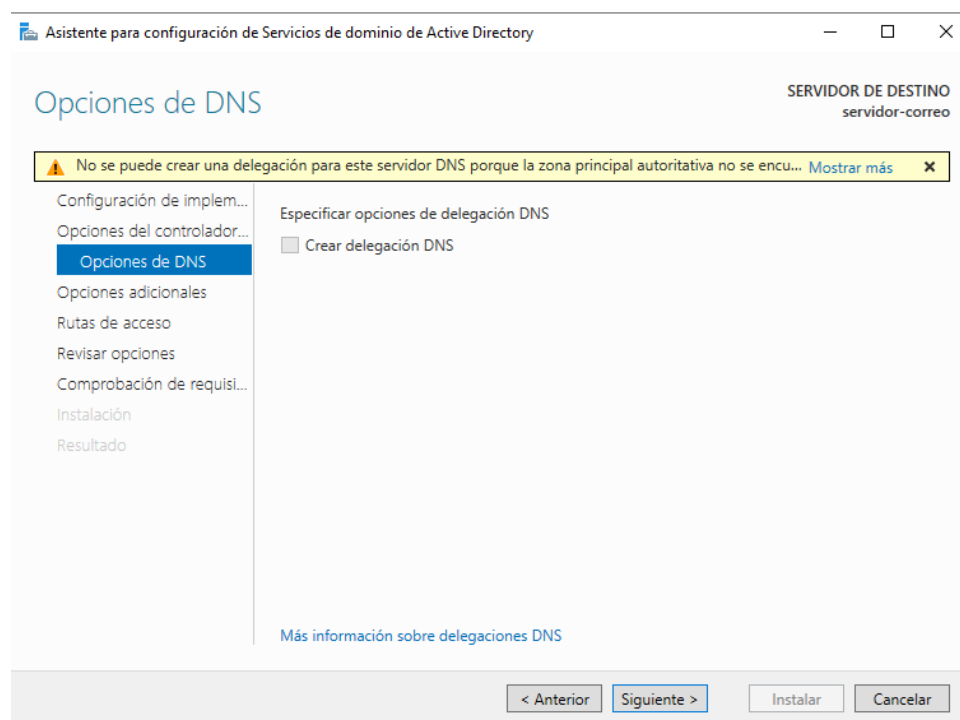 Asistente para configuración de Servicios de dominio de Active Directory
Opciones de DNS
SERVIDOR DE DESTINO
servidor-correo
No se puede crear una delegación para este servidor DNS porque la zona principal autoritativa no se encu... Mostrar más
Configuración de implem...
Opciones del controlador...
Opciones de DNS
Opciones adicionales
Rutas de acceso
Revisar opciones
Comprobación de requisi...
Instalación
Resultado
Especificar opciones de delegación DNS
Crear delegación DNS
Más información sobre delegaciones DNS
< Anterior Siguiente > Instalar Cancelar